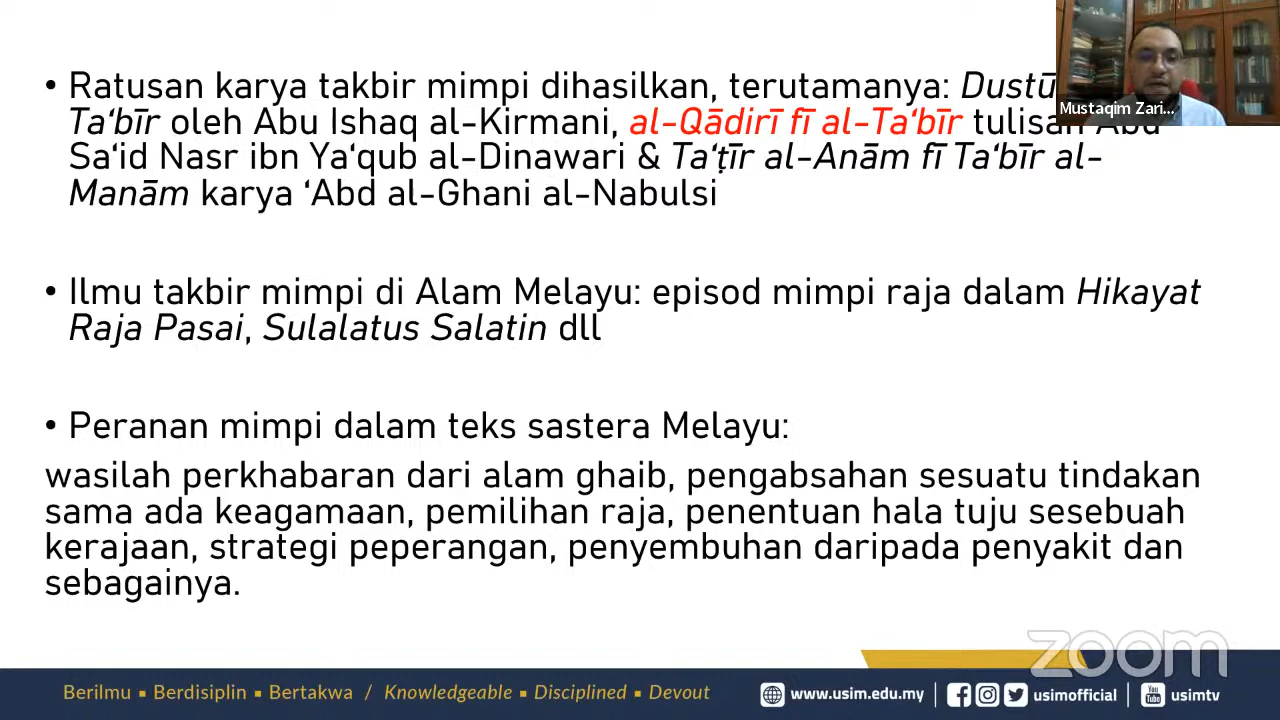 • Ratusan karya takbir mimpi dihasilkan, terutamanya: Dustū
Ta‘bīr oleh Abu Ishaq al-Kirmani, al-Qādirī fī al-Ta‘bīr tulisan Abu
Sa‘id Nasr ibn Ya‘qub al-Dinawari & Ta‘ṭīr al-Anām fī Ta‘bīr al-
Manām karya ‘Abd al-Ghani al-Nabulsi
• Ilmu takbir mimpi di Alam Melayu: episod mimpi raja dalam Hikayat
Raja Pasai, Sulalatus Salatin dll
• Peranan mimpi dalam teks sastera Melayu:
wasilah perkhabaran dari alam ghaib, pengabsahan sesuatu tindakan
sama ada keagamaan, pemilihan raja, penentuan hala tuju sesebuah
kerajaan, strategi peperangan, penyembuhan daripada penyakit dan
sebagainya.
Mustaqim Zari...
zoom
Berilmu ▪ Berdisiplin ▪ Bertakwa / Knowledgeable ▪ Disciplined ▪ Devout
www.usim.edu.my | usimofficial | You Tube usimtv